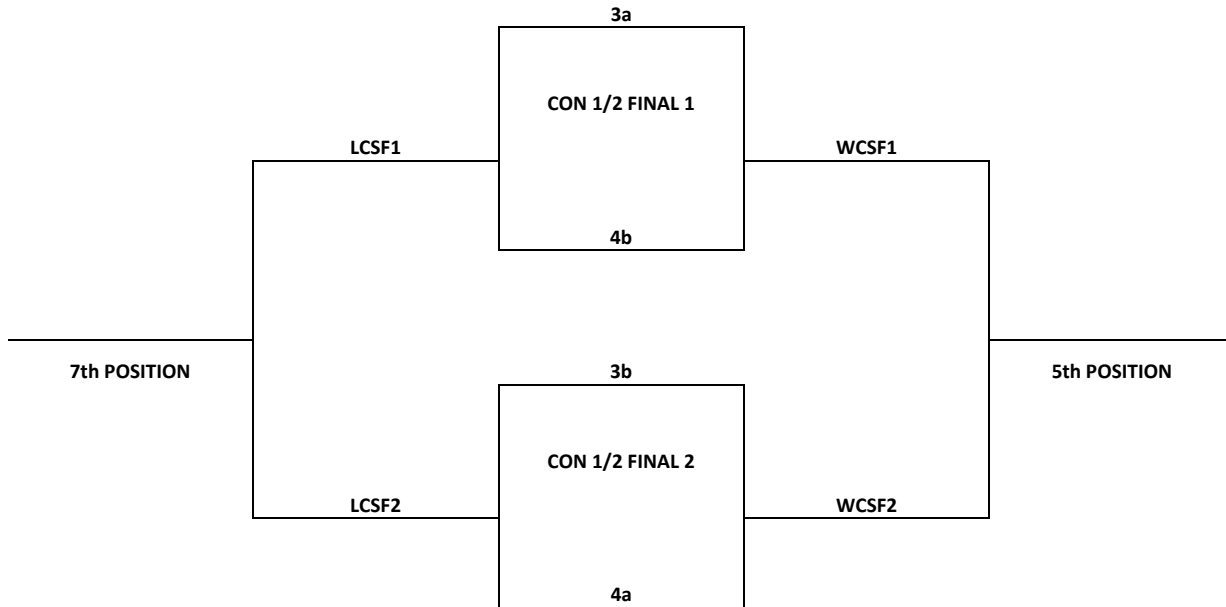 3a
CON 1/2 FINAL 1
LCSF1
WCSF1
4b
7th POSITION
3b
5th POSITION
CON 1/2 FINAL 2
LCSF2
WCSF2
4a